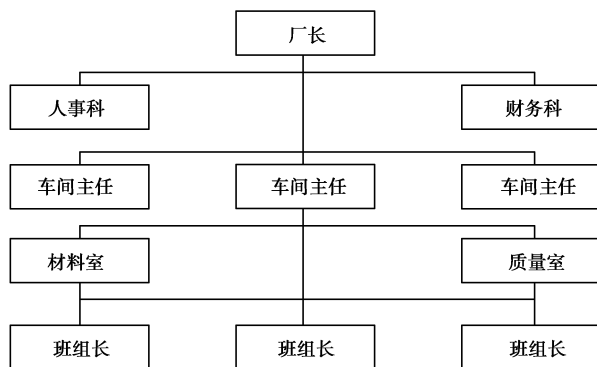 厂长
人事科
财务科
车间主任
车间主任
车间主任
材料室
质量室
班组长
班组长
班组长